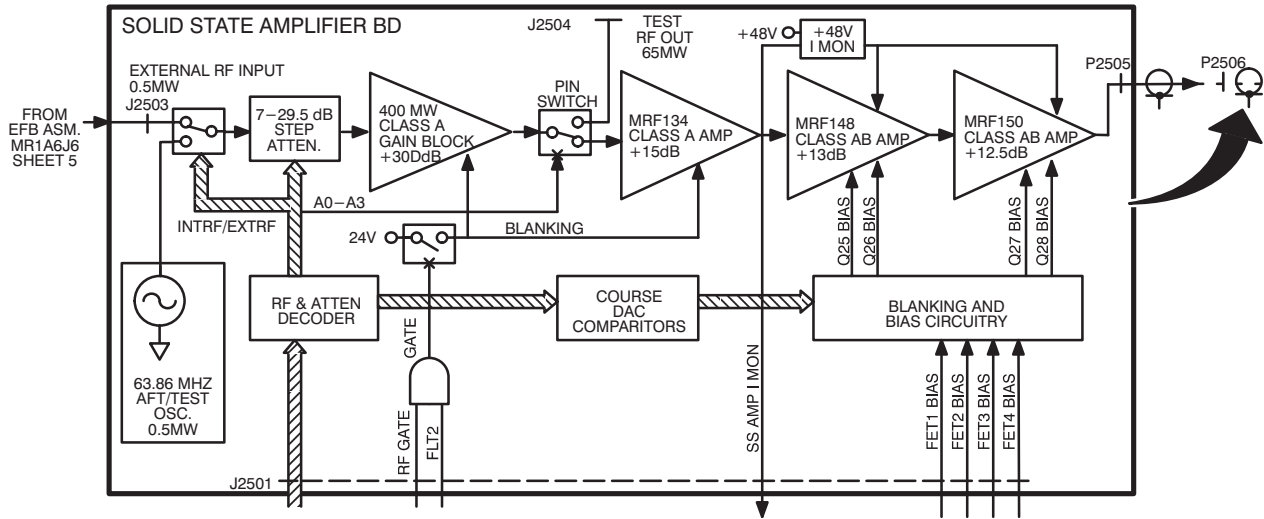 SOLID STATE AMPLIFIER BD
J2504
TEST
RF OUT
65MW
+48V
+48V
I MON
EXTERNAL RF INPUT
0.5MW
J2503
FROM
EFB ASM.
MR1A6J6
SHEET 5
7-29.5 dB
STEP
ATTEN.
400 MW
CLASS A
GAIN BLOCK
+30DdB
PIN
SWITCH
MRF134
CLASS A AMP
+15dB
MRF148
CLASS AB AMP
+13dB
MRF150
CLASS AB AMP
+12.5dB
P2505
P2506
INTRF/EXTRF
A0-A3
24V
BLANKING
Q25 BIAS
Q26 BIAS
Q27 BIAS
Q28 BIAS
63.86 MHZ
AFT/TEST
OSC.
0.5MW
RF & ATTEN
DECODER
COURSE
DAC
COMPARITORS
BLANKING AND
BIAS CIRCUITRY
GATE
RF GATE
FLT2
SS AMP I MON
FET1 BIAS
FET2 BIAS
FET3 BIAS
FET4 BIAS
J2501